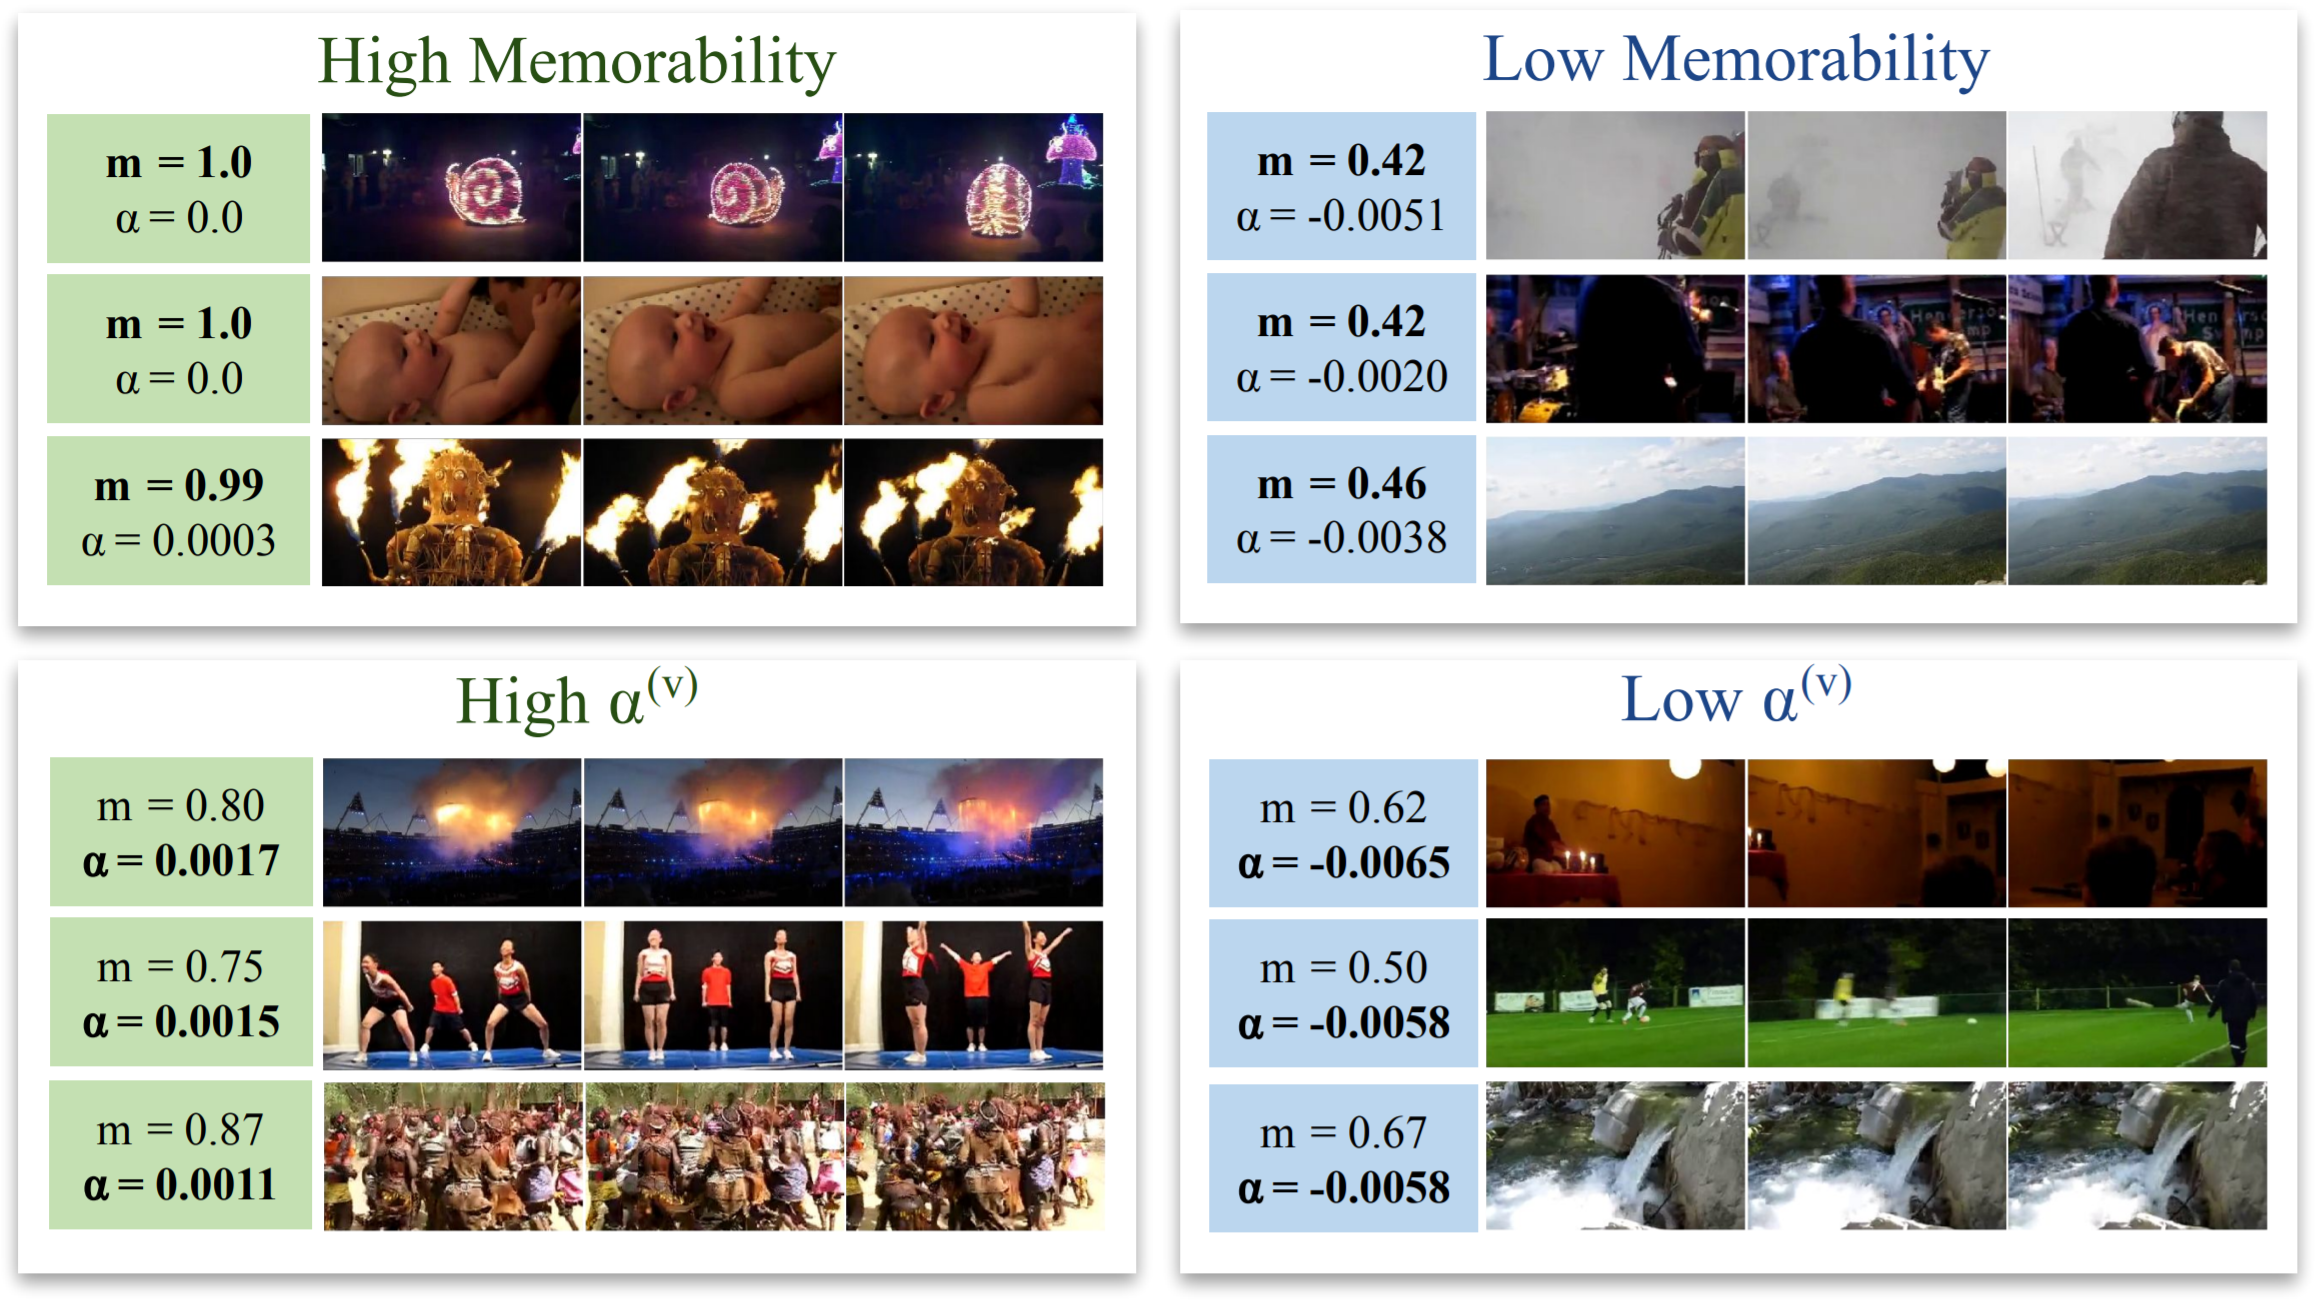 High Memorability
m = 1.0
α = 0.0
m = 1.0
α = 0.0
m = 0.99
α = 0.0003
Low Memorability
m = 0.42
α = -0.0051
m = 0.42
α = -0.0020
Henderson
Swamp
m = 0.46
α = -0.0038
High α(v)
m = 0.80
α = 0.0017
m = 0.75
α = 0.0015
m = 0.87
α = 0.0011
Low α(v)
m = 0.62
α = -0.0065
m = 0.50
α = -0.0058
m = 0.67
α = -0.0058